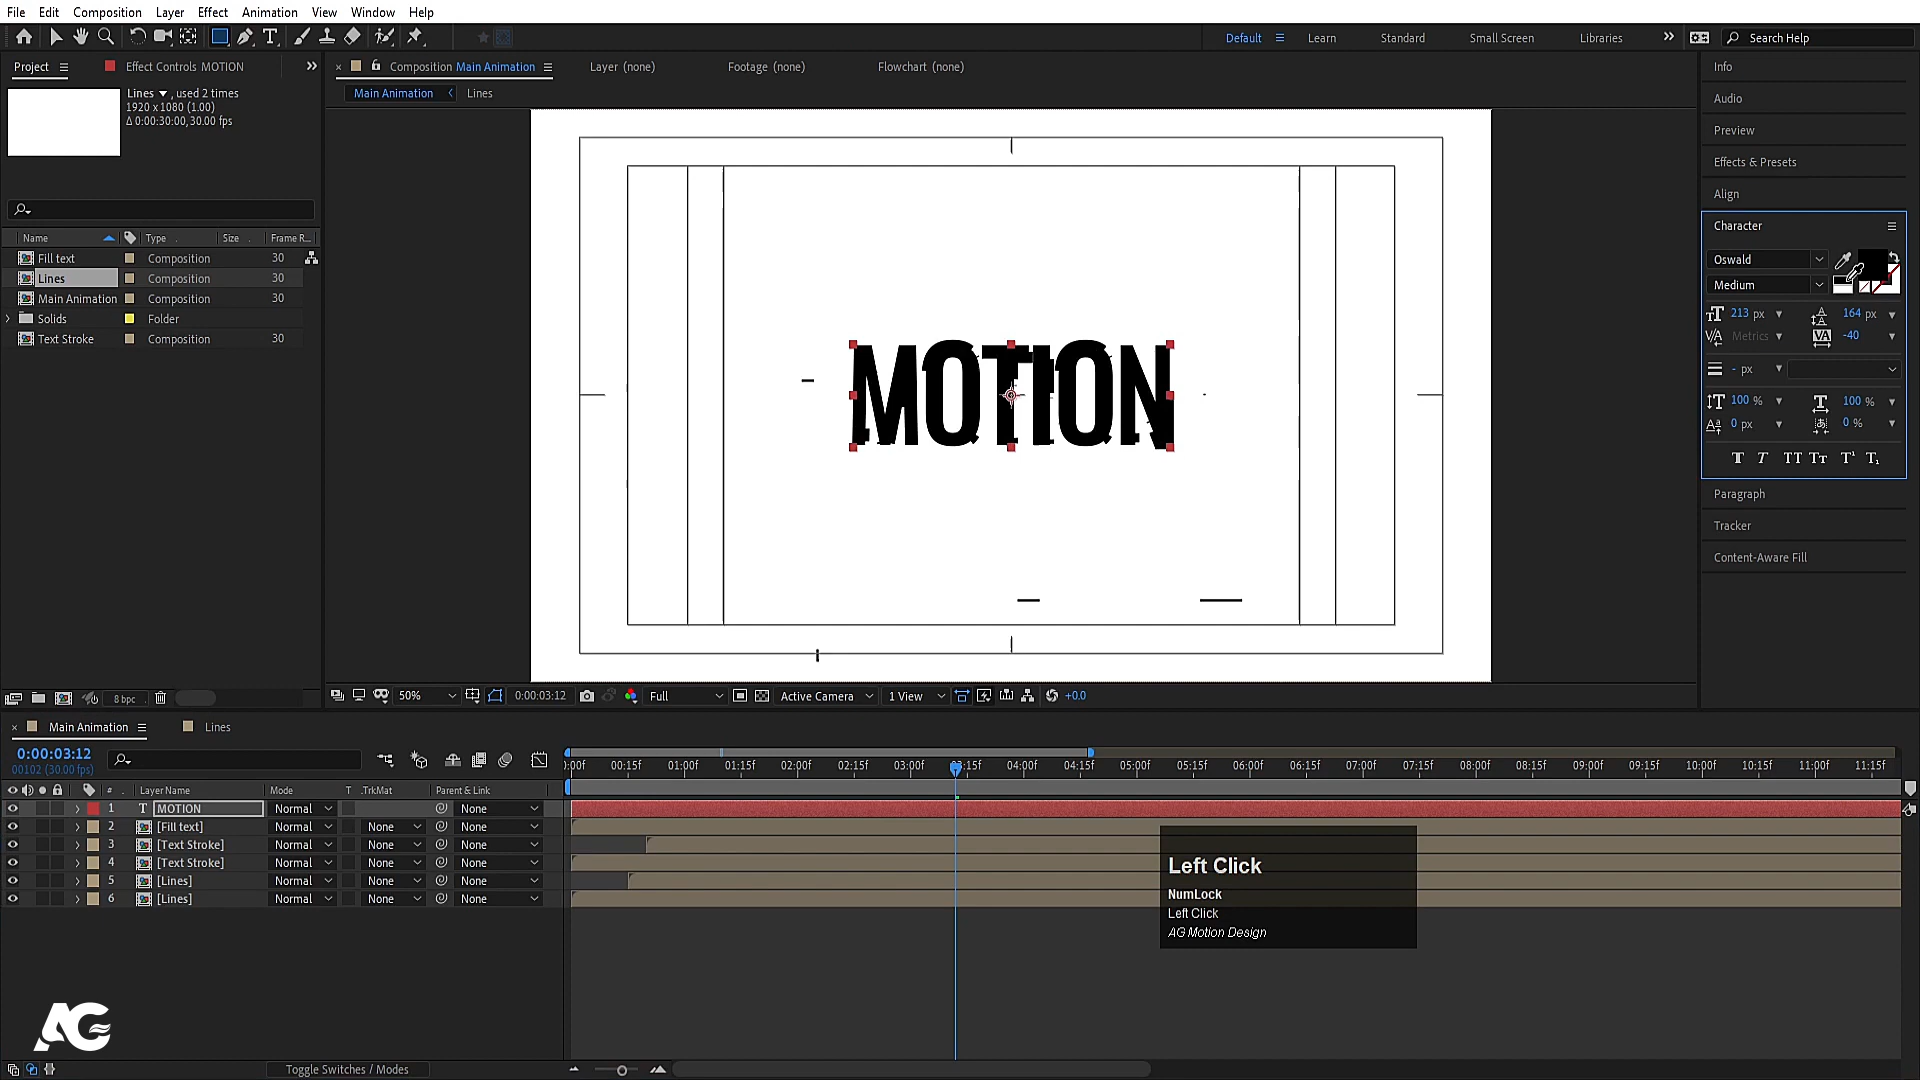 File Edit Composition Layer Effect Animation View Window Help
Default Learn Standard Small Screen Libraries Search Help
Project Effect Controls MOTION
Composition Main Animation Layer (none) Footage (none) Flowchart (none)
Main Animation Lines
Lines , used 2 times
1920 x 1080 (1.00)
Δ 0:00:30:00, 30.00 fps
Name Type Size Frame R...
Fill text Composition 30
Lines Composition 30
Main Animation Composition 30
Solids Folder
Text Stroke Composition 30
8 bpc
MOTION
50% 0:00:03:12 Full Active Camera 1 View +0.0
Info
Audio
Preview
Effects & Presets
Align
Character
Oswald
Medium
213 px 164 px
Metrics -40
- px
100 % 100 %
0 px 0 %
Paragraph
Tracker
Content-Aware Fill
Main Animation Lines
0:00:03:12
00102 (30.00 fps)
):00f 00:15f 01:00f 01:15f 02:00f 02:15f 03:00f 03:15f 04:00f 04:15f 05:00f 05:15f 06:00f 06:15f 07:00f 07:15f 08:00f 08:15f 09:00f 09:15f 10:00f 10:15f 11:00f 11:15f
# Layer Name Mode T .TrkMat Parent & Link
1 T MOTION Normal None
2 [Fill text] Normal None None
3 [Text Stroke] Normal None None
4 [Text Stroke] Normal None None
5 [Lines] Normal None None
6 [Lines] Normal None None
Left Click
NumLock
Left Click
AG Motion Design
AG
Toggle Switches / Modes